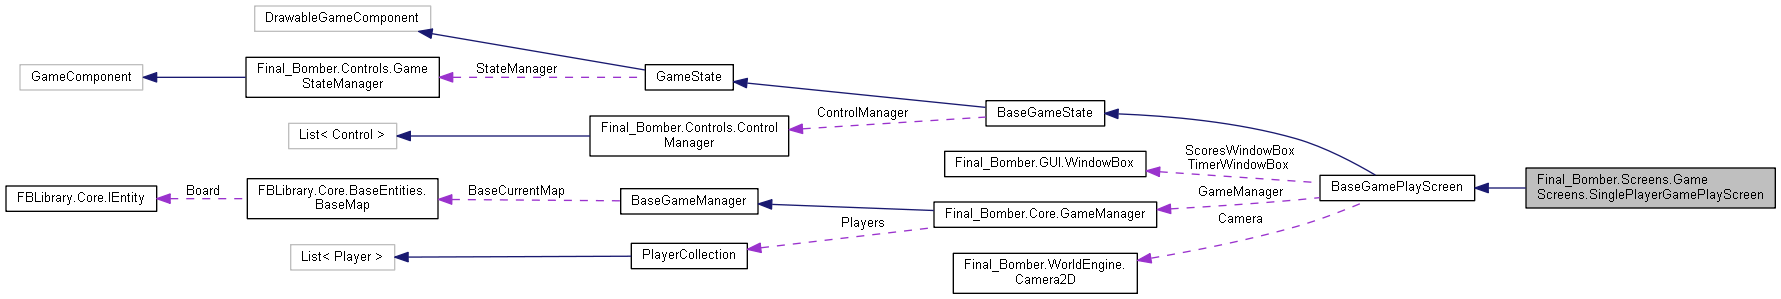 DrawableGameComponent
GameComponent
Final_Bomber.Controls.Game
StateManager
StateManager
GameState
List< Control >
Final_Bomber.Controls.Control
Manager
ControlManager
BaseGameState
Final_Bomber.GUI.WindowBox
ScoresWindowBox
TimerWindowBox
FBLibrary.Core.IEntity
Board
FBLibrary.Core.BaseEntities.
BaseMap
BaseCurrentMap
BaseGameManager
Final_Bomber.Core.GameManager
GameManager
BaseGamePlayScreen
Final_Bomber.Screens.Game
Screens.SinglePlayerGamePlayScreen
List< Player >
PlayerCollection
Players
Final_Bomber.WorldEngine.
Camera2D
Camera